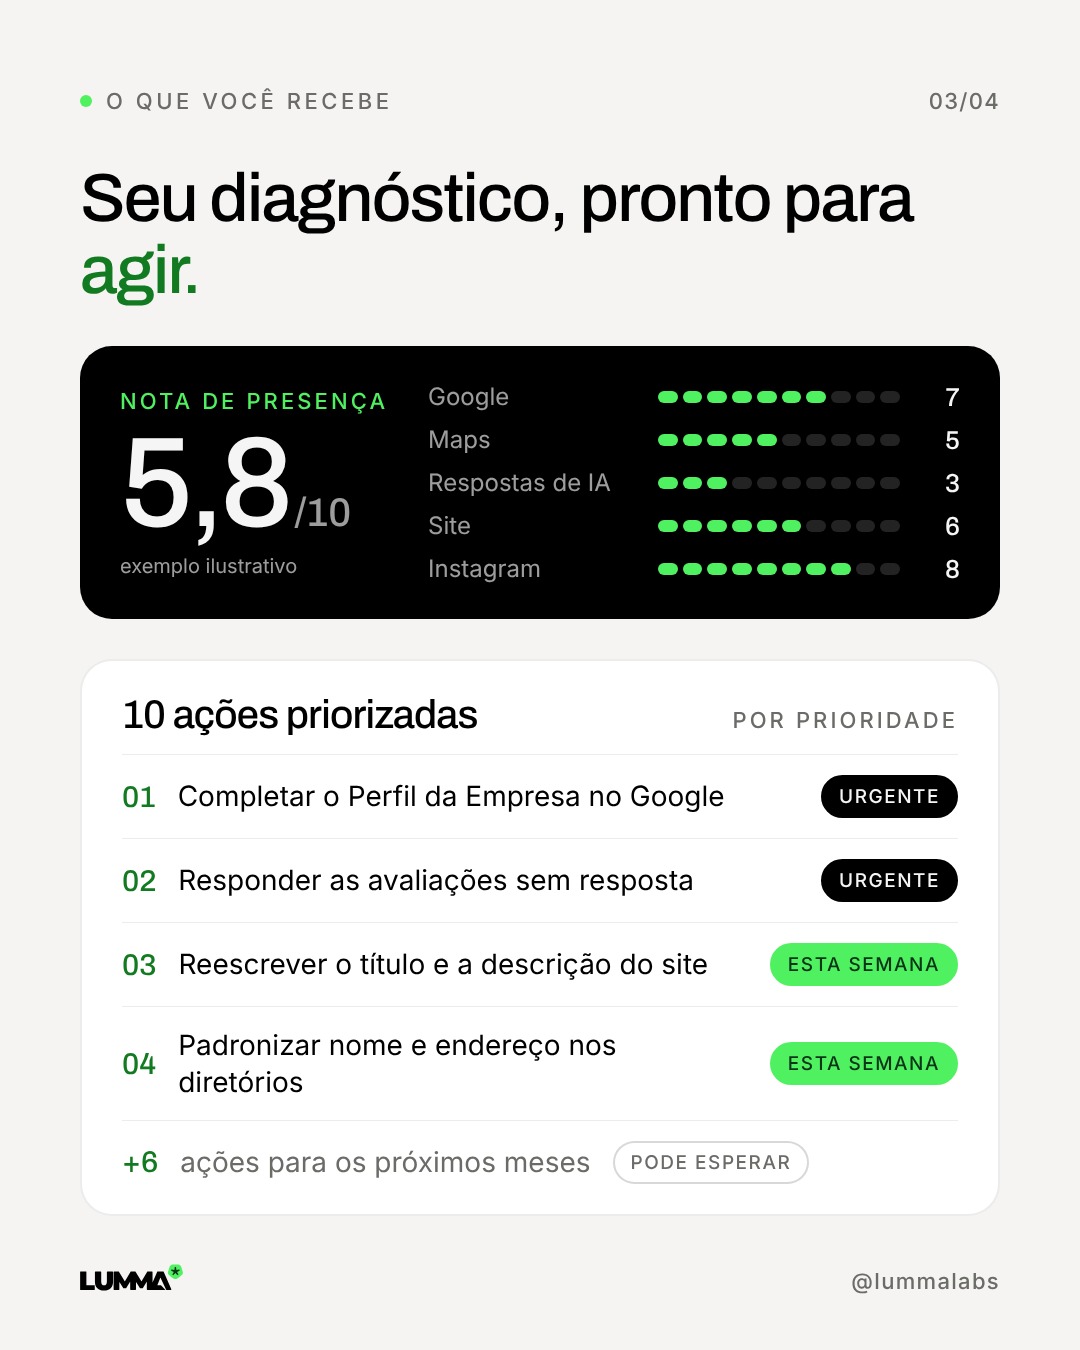 O QUE VOCÊ RECEBE
03/04
Seu diagnóstico, pronto para
agir.
NOTA DE PRESENÇA
5,8/10
exemplo ilustrativo
Google 7
Maps 5
Respostas de IA 3
Site 6
Instagram 8
10 ações priorizadas
POR PRIORIDADE
01 Completar o Perfil da Empresa no Google URGENTE
02 Responder as avaliações sem resposta URGENTE
03 Reescrever o título e a descrição do site ESTA SEMANA
04 Padronizar nome e endereço nos
diretórios ESTA SEMANA
+6 ações para os próximos meses PODE ESPERAR
LUMMA*
@lummalabs